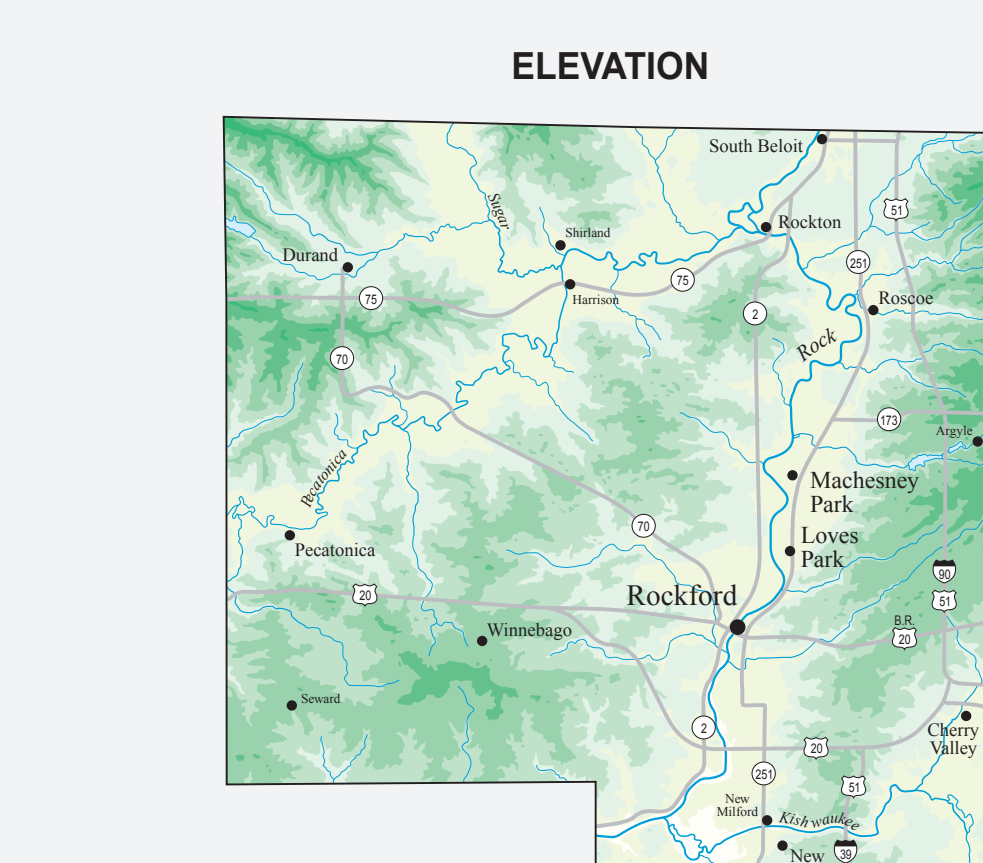 ELEVATION
South Beloit
Sugar
51
Rockton
Shirland
Durand
251
75
75
Harrison
Roscoe
2
Rock
70
173
Argyle
Pecatonica
Machesney
Park
70
Loves
Park
Pecatonica
90
20
Rockford
51
B.R.
20
Winnebago
Seward
2
Cherry
Valley
20
251
51
New
Milford
Kishwaukee
New
39